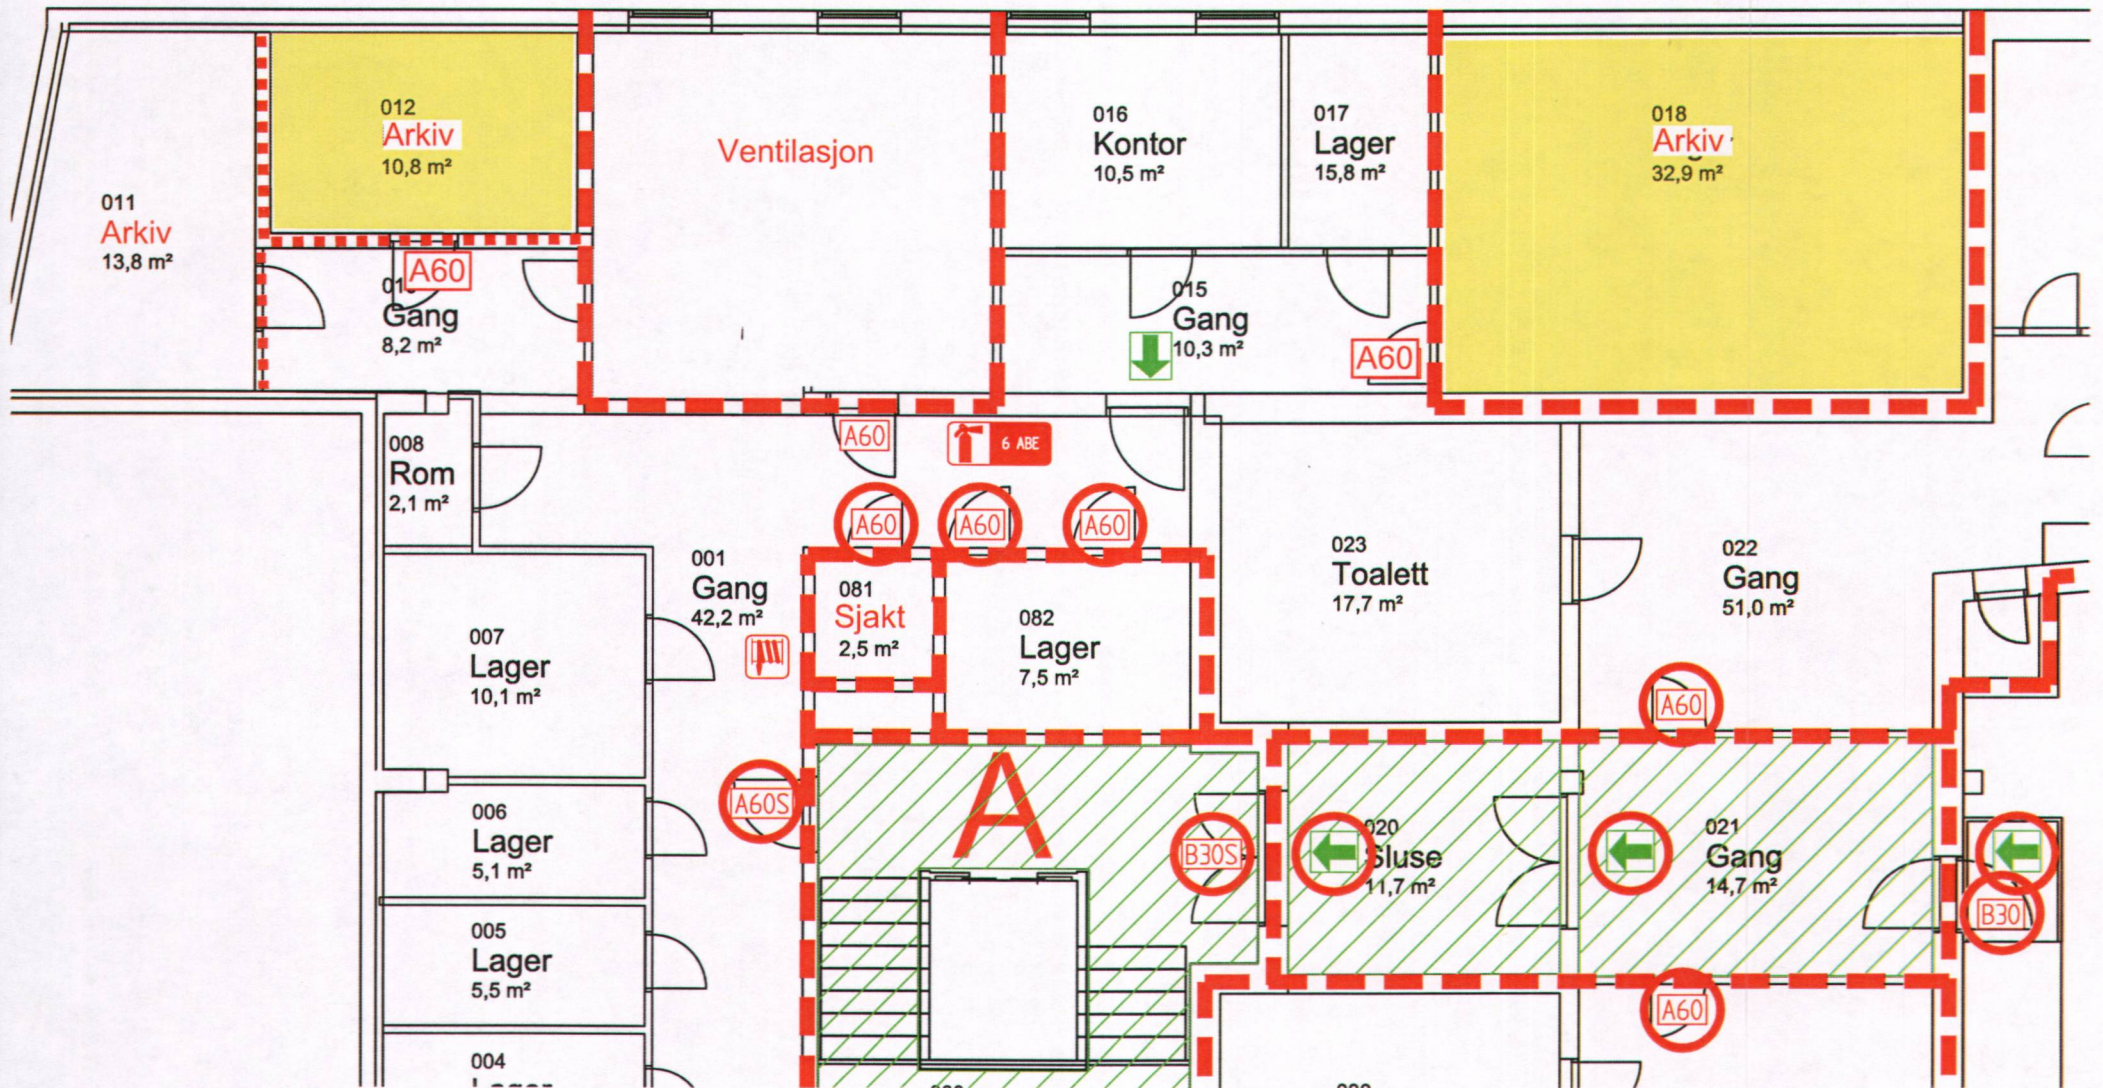 012
Arkiv
10,8 m²
011
Arkiv
13,8 m²
A60
Gang
8,2 m²
Ventilasjon
016
Kontor
10,5 m²
017
Lager
15,8 m²
018
Arkiv
32,9 m²
015
Gang
10,3 m²
A60
008
Rom
2,1 m²
A60
6 ABE
A60
A60
A60
001
Gang
42,2 m²
081
Sjakt
2,5 m²
082
Lager
7,5 m²
023
Toalett
17,7 m²
022
Gang
51,0 m²
007
Lager
10,1 m²
A60
A60S
A
006
Lager
5,1 m²
B30S
020
Sluse
11,7 m²
021
Gang
14,7 m²
B30
005
Lager
5,5 m²
A60
004